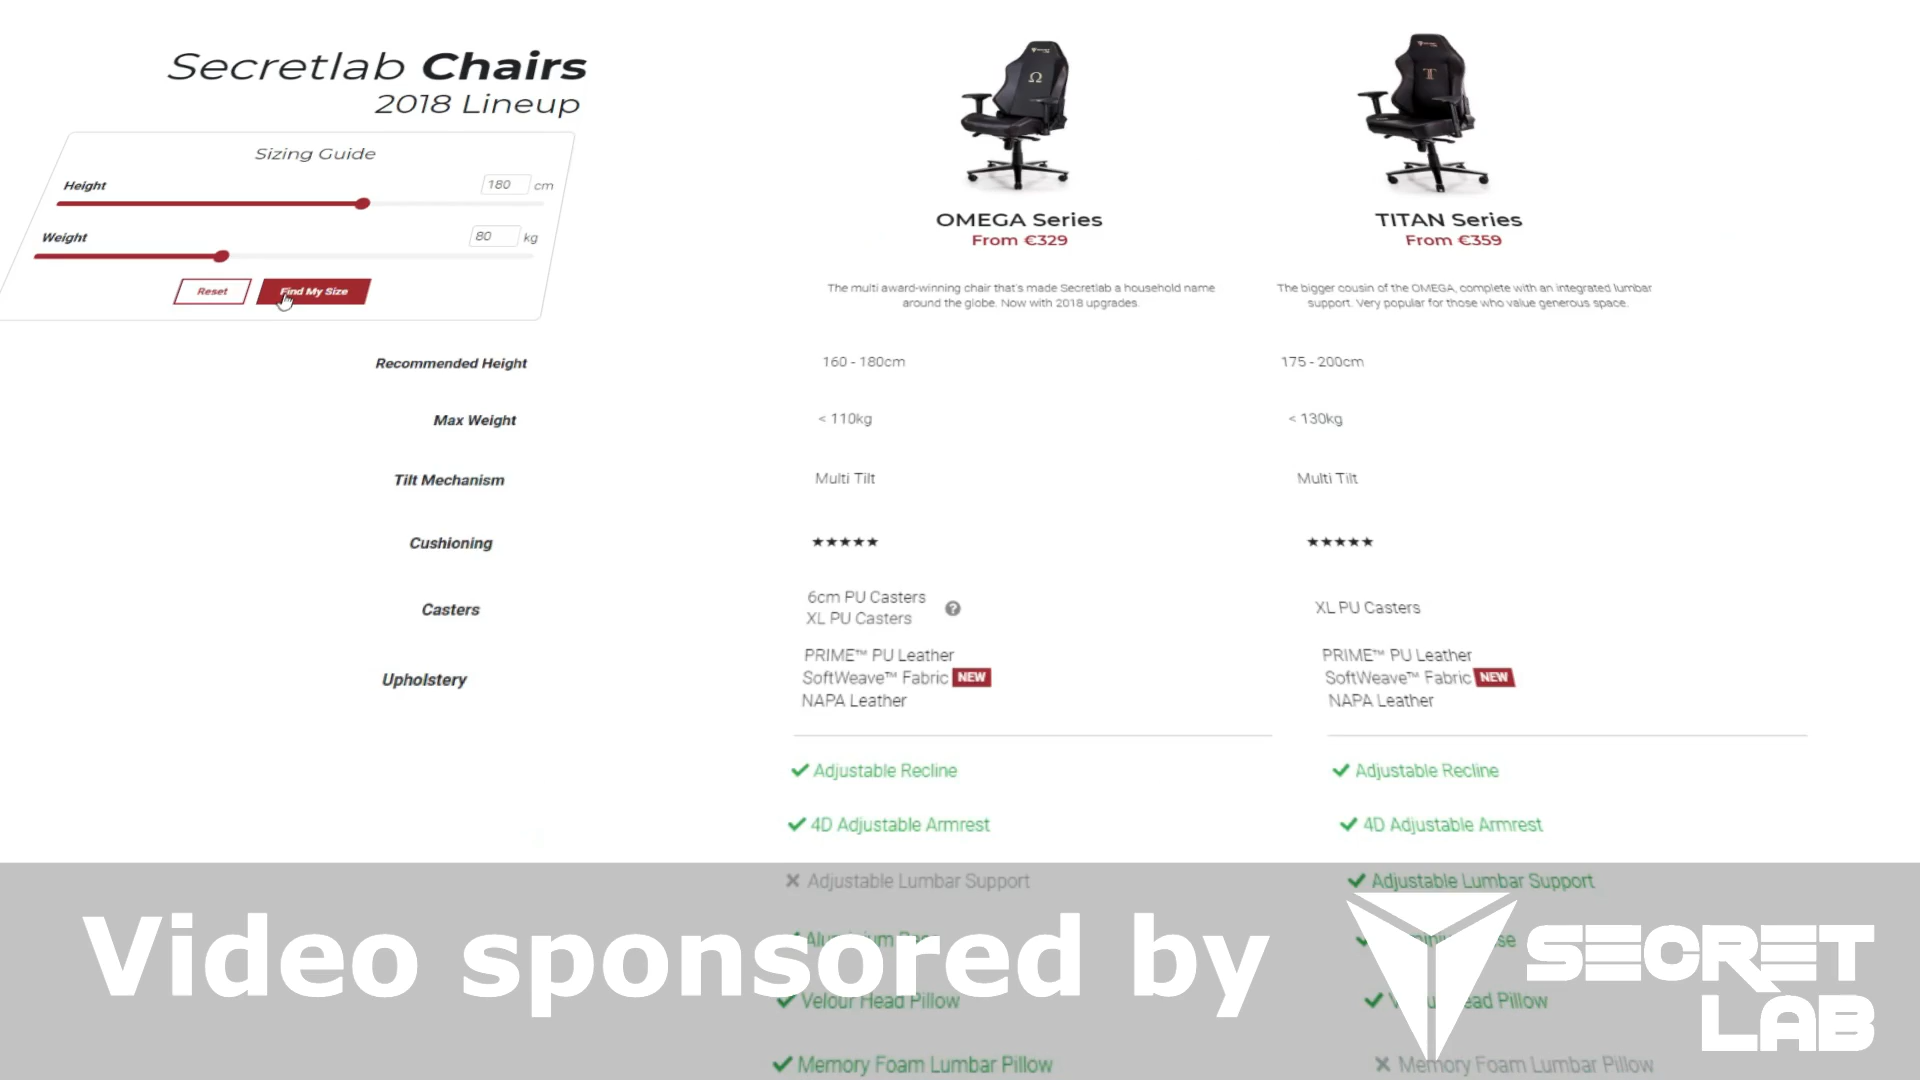 Secretlab Chairs
2018 Lineup
Sizing Guide
Height
180 cm
Weight
80 kg
Reset
Find My Size
SECRETLAB
Ω
T
OMEGA Series
From €329
The multi award-winning chair that's made Secretlab a household name
around the globe. Now with 2018 upgrades.
TITAN Series
From €359
The bigger cousin of the OMEGA, complete with an integrated lumbar
support. Very popular for those who value generous space.
Recommended Height
160 - 180cm
175 - 200cm
Max Weight
< 110kg
< 130kg
Tilt Mechanism
Multi Tilt
Multi Tilt
Cushioning
★★★★★
★★★★★
Casters
6cm PU Casters
XL PU Casters
?
XL PU Casters
Upholstery
PRIME™ PU Leather
SoftWeave™ Fabric NEW
NAPA Leather
PRIME™ PU Leather
SoftWeave™ Fabric NEW
NAPA Leather
✔ Adjustable Recline
✔ Adjustable Recline
✔ 4D Adjustable Armrest
✔ 4D Adjustable Armrest
✖ Adjustable Lumbar Support
✔ Adjustable Lumbar Support
✔ Velour Head Pillow
Head Pillow
✔ Memory Foam Lumbar Pillow
✖ Memory Foam Lumbar Pillow
Video sponsored by
SECRET
LAB